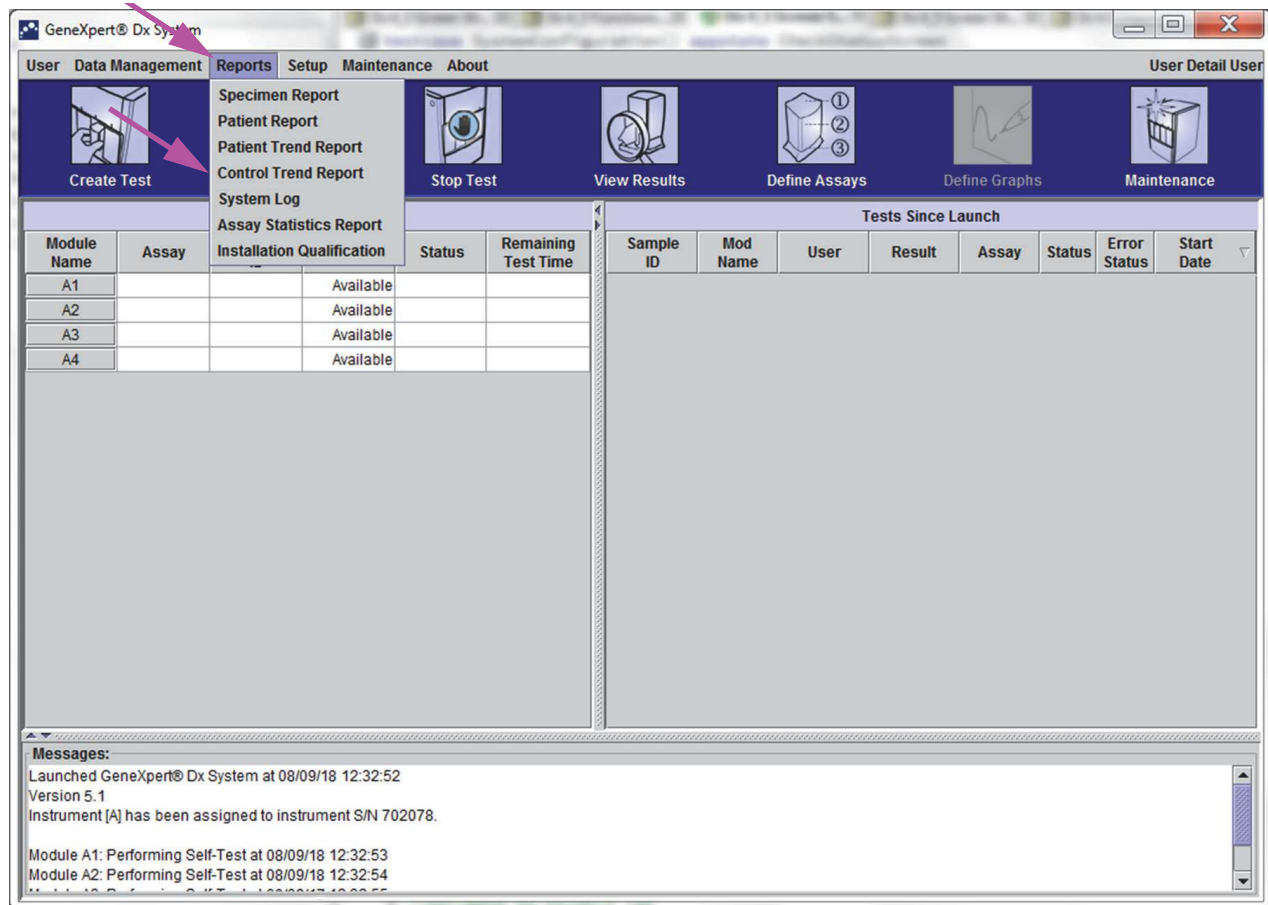 GeneXpert® Dx System
User Data Management Reports Setup Maintenance About User Detail User
Specimen Report
Patient Report
Patient Trend Report
Control Trend Report
System Log
Assay Statistics Report
Installation Qualification
Create Test Stop Test View Results Define Assays Define Graphs Maintenance
① ② ③
Tests Since Launch
Module Name Assay Status Remaining Test Time
Sample ID Mod Name User Result Assay Status Error Status Start Date
A1 Available
A2 Available
A3 Available
A4 Available
Messages:
Launched GeneXpert® Dx System at 08/09/18 12:32:52
Version 5.1
Instrument [A] has been assigned to instrument S/N 702078.
Module A1: Performing Self-Test at 08/09/18 12:32:53
Module A2: Performing Self-Test at 08/09/18 12:32:54